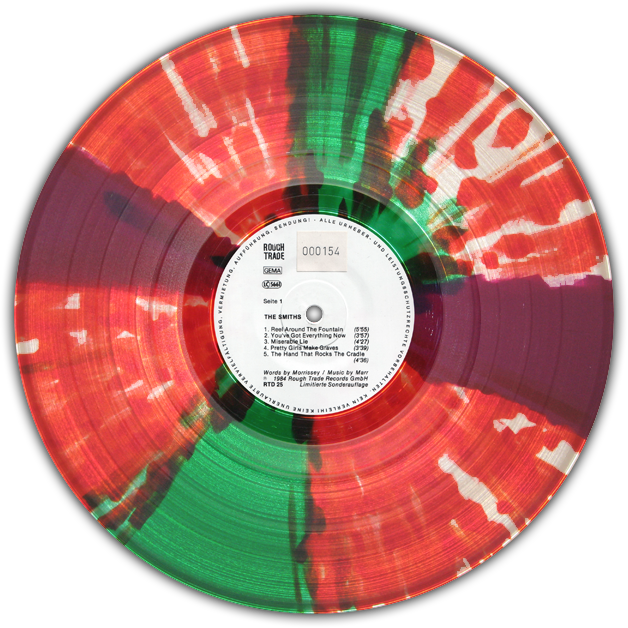 ALLE URHEBER- UND LEISTUNGSSCHUTZRECHTE VORBEHALTEN · KEIN VERLEIH! KEINE UNERLAUBTE VERVIELFÄLTIGUNG, VERMIETUNG, AUFFÜHRUNG, SENDUNG! ·
ROUGH
TRADE
000154
GEMA
LC 5661
Seite 1
THE SMITHS
1. Reel Around The Fountain (5'55)
2. You've Got Everything Now (3'57)
3. Miserable Lie (4'27)
4. Pretty Girls Make Graves (3'39)
5. The Hand That Rocks The Cradle
(4'36)
Words by Morrissey / Music by Marr
℗ 1984 Rough Trade Records GmbH
RTD 25 Limitierte Sonderauflage